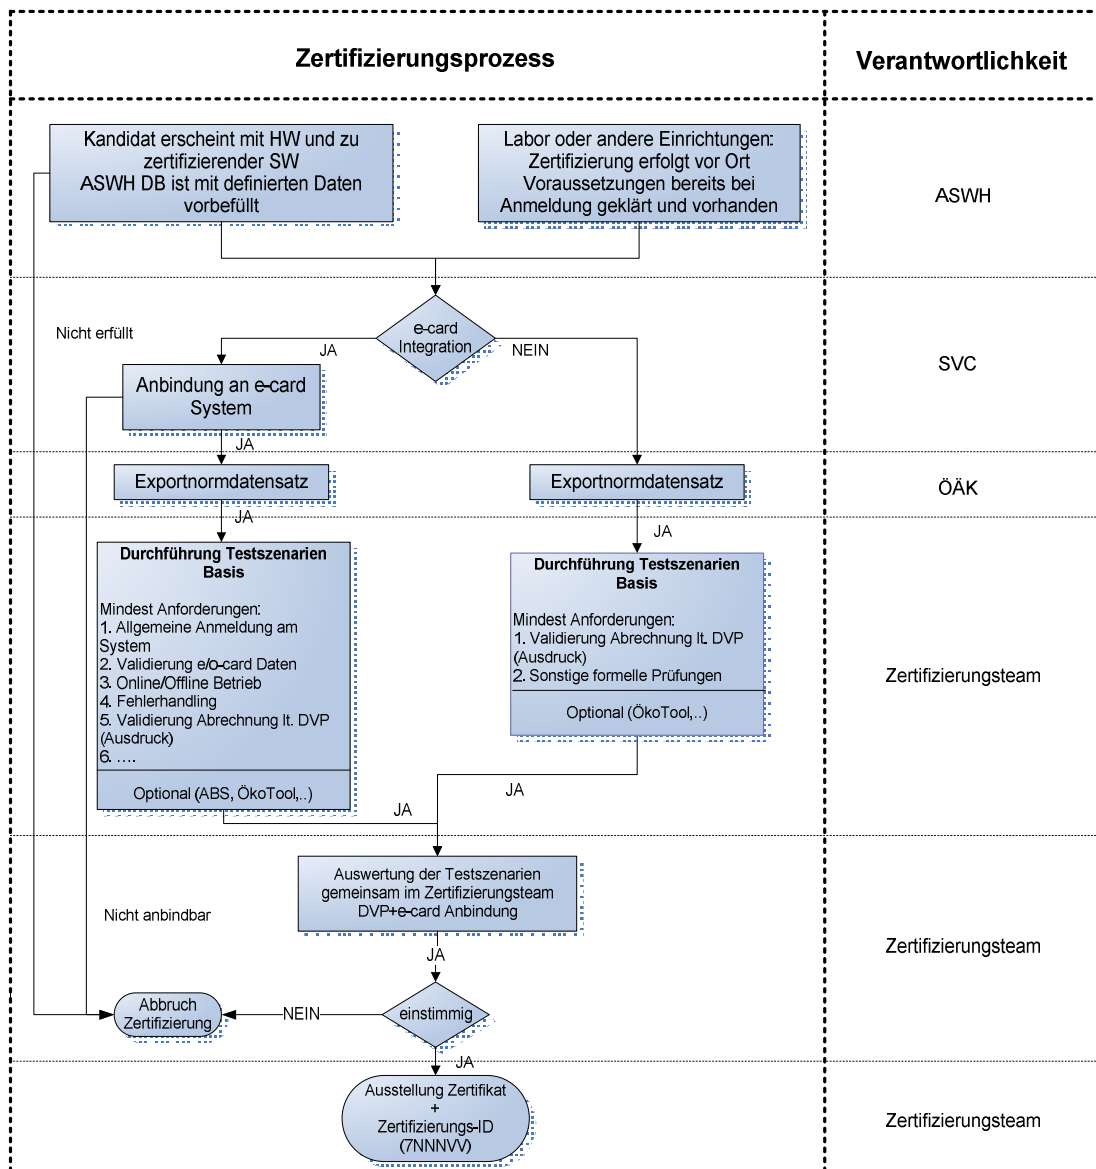 Zertifizierungsprozess
Verantwortlichkeit
Kandidat erscheint mit HW und zu
zertifizierender SW
ASWH DB ist mit definierten Daten
vorbefüllt
Labor oder andere Einrichtungen:
Zertifizierung erfolgt vor Ort
Voraussetzungen bereits bei
Anmeldung geklärt und vorhanden
ASWH
Nicht erfüllt
e-card
Integration
JA
NEIN
SVC
Anbindung an e-card
System
JA
Exportnormdatensatz
Exportnormdatensatz
ÖÄK
JA
JA
Durchführung Testszenarien
Basis
Mindest Anforderungen:
1. Allgemeine Anmeldung am
System
2. Validierung e/o-card Daten
3. Online/Offline Betrieb
4. Fehlerhandling
5. Validierung Abrechnung lt. DVP
(Ausdruck)
6. ....
Optional (ABS, ÖkoTool,..)
Durchführung Testszenarien
Basis
Mindest Anforderungen:
1. Validierung Abrechnung lt. DVP
(Ausdruck)
2. Sonstige formelle Prüfungen
Optional (ÖkoTool,..)
Zertifizierungsteam
JA
JA
Auswertung der Testszenarien
gemeinsam im Zertifizierungsteam
DVP+e-card Anbindung
Nicht anbindbar
Zertifizierungsteam
JA
Abbruch
Zertifizierung
NEIN
einstimmig
JA
Ausstellung Zertifikat
+
Zertifizierungs-ID
(7NNNVV)
Zertifizierungsteam